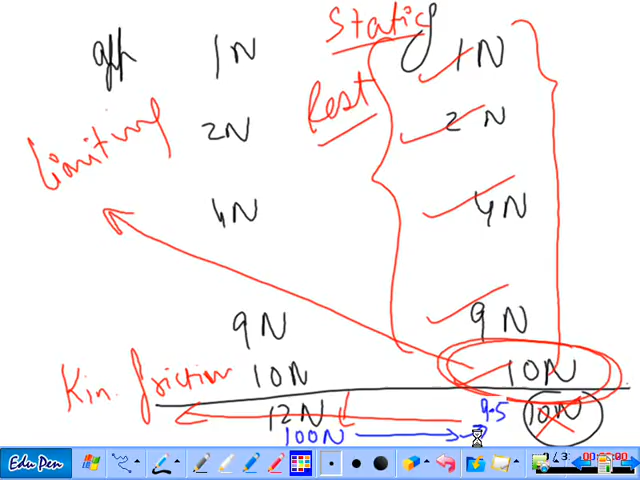 Static
app 1N f 1N
Rest
Limiting
2N 2N
4N 4N
9N 9N
Kin. friction 10N 10N
12N 9.5 10N
100N
Edu Pen